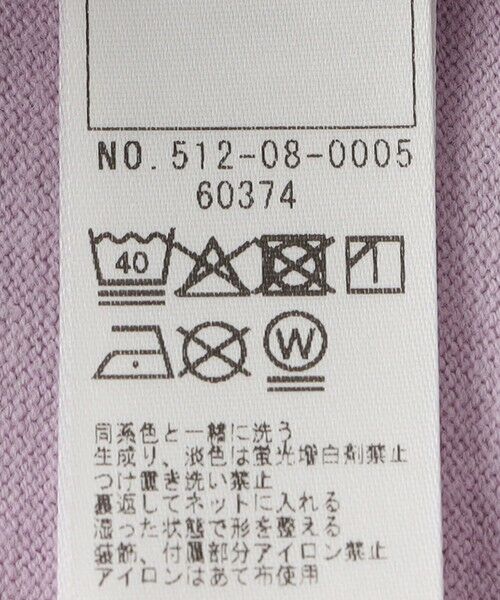 NO. 512-08-0005
60374
40
W
同系色と一緒に洗う
生成り、淡色は蛍光増白剤禁止
つけ置き洗い禁止
裏返してネットに入れる
湿った状態で形を整える
装飾、付属部分アイロン禁止
アイロンはあて布使用